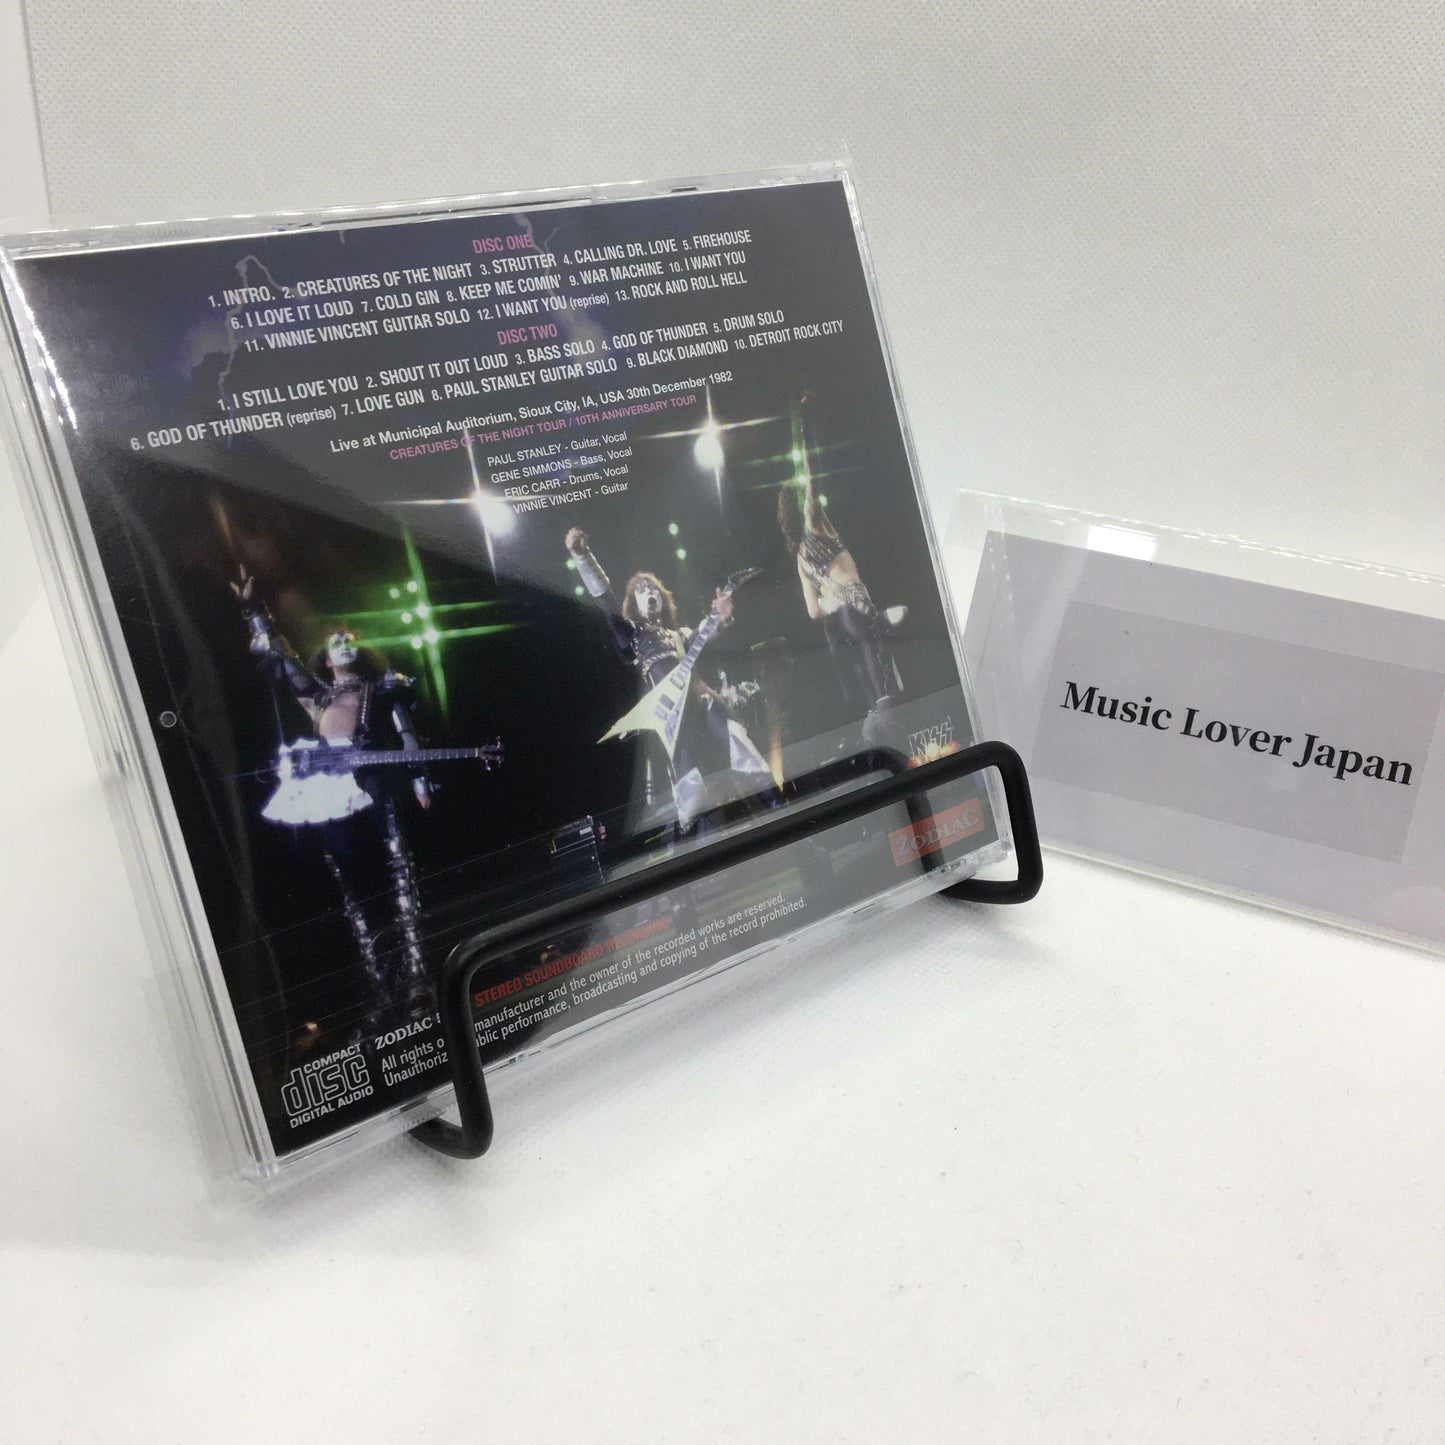 DISC ONE
1. INTRO. 2. CREATURES OF THE NIGHT 3. STRUTTER 4. CALLING DR. LOVE 5. FIREHOUSE
6. I LOVE IT LOUD 7. COLD GIN 8. KEEP ME COMIN' 9. WAR MACHINE 10. I WANT YOU
11. VINNIE VINCENT GUITAR SOLO 12. I WANT YOU (reprise) 13. ROCK AND ROLL HELL
DISC TWO
1. I STILL LOVE YOU 2. SHOUT IT OUT LOUD 3. BASS SOLO 4. GOD OF THUNDER 5. DRUM SOLO
6. GOD OF THUNDER (reprise) 7. LOVE GUN 8. PAUL STANLEY GUITAR SOLO 9. BLACK DIAMOND 10. DETROIT ROCK CITY
Live at Municipal Auditorium, Sioux City, IA, USA 30th December 1982
CREATURES OF THE NIGHT TOUR / 10TH ANNIVERSARY TOUR
PAUL STANLEY - Guitar, Vocal
GENE SIMMONS - Bass, Vocal
ERIC CARR - Drums, Vocal
VINNIE VINCENT - Guitar
KISS
ZODIAC
STEREO SOUNDBOARD RECORDING
ZODIAC
All rights o manufacturer and the owner of the recorded works are reserved.
Unauthoriz blic performance, broadcasting and copying of the record prohibited.
COMPACT
disc
DIGITAL AUDIO
Music Lover Japan